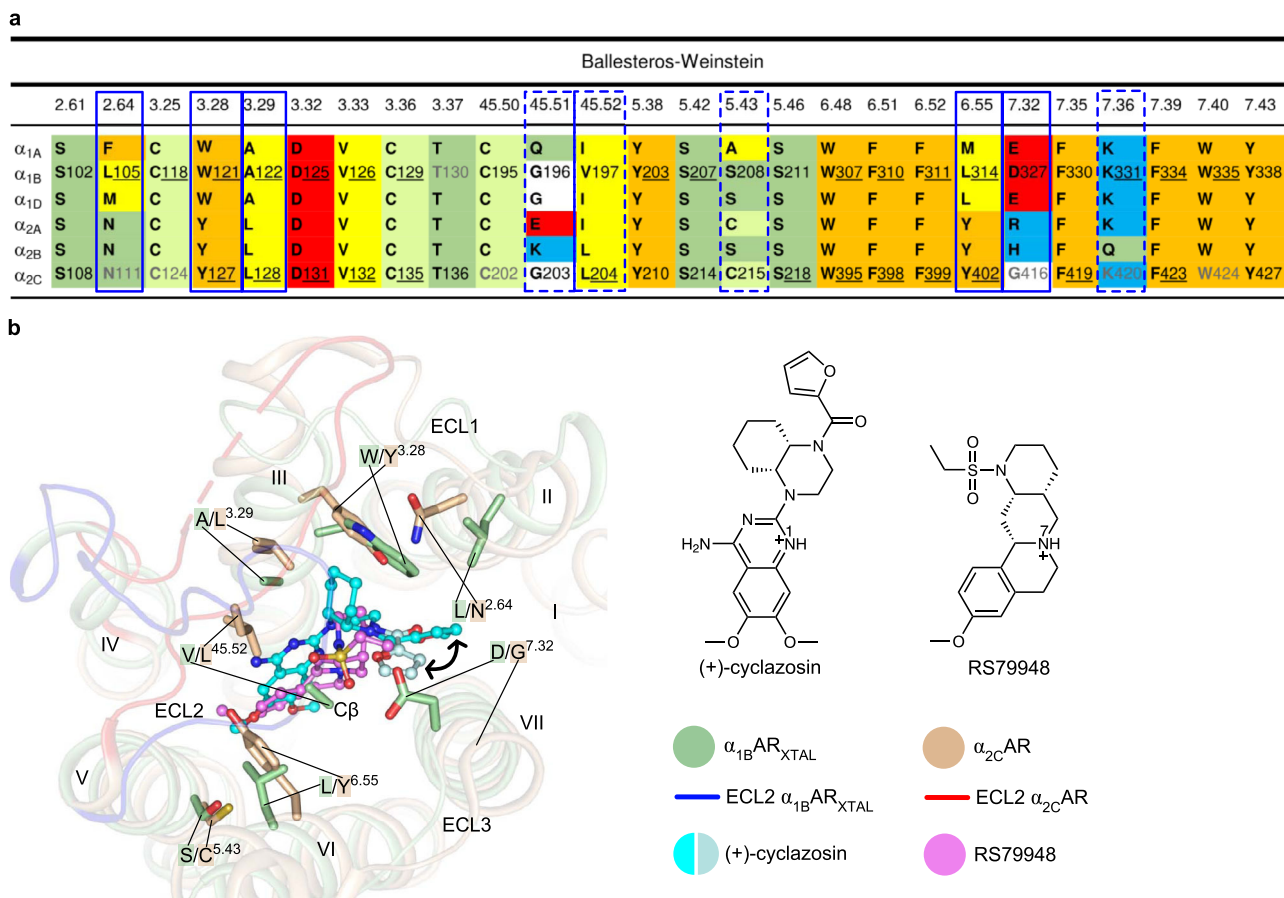 a
Ballesteros-Weinstein
2.61 2.64 3.25 3.28 3.29 3.32 3.33 3.36 3.37 45.50 45.51 45.52 5.38 5.42 5.43 5.46 6.48 6.51 6.52 6.55 7.32 7.35 7.36 7.39 7.40 7.43
α1A S F C W A D V C T C Q I Y S A S W F F M E F K F W Y
α1B S102 L105 C118 W121 A122 D125 V126 C129 T130 C195 G196 V197 Y203 S207 S208 S211 W307 F310 F311 L314 D327 F330 K331 F334 W335 Y338
α1D S M C W A D V C T C G I Y S S S W F F L E F K F W Y
α2A S N C Y L D V C T C E I Y S C S W F F Y R F K F W Y
α2B S N C Y L D V C T C K L Y S S S W F F Y H F Q F W Y
α2C S108 N111 C124 Y127 L128 D131 V132 C135 T136 C202 G203 L204 Y210 S214 C215 S218 W395 F398 F399 Y402 G416 F419 K420 F423 W424 Y427
b
ECL1
W/Y3.28
III
II
A/L3.29
L/N2.64
I
IV
V/L45.52
D/G7.32
ECL2
Cβ
VII
V
L/Y6.55
ECL3
S/C5.43
VI
O
O
N
N
N
1
NH
+
H2N
O
O
(+)-cyclazosin
O
S
O
N
7
NH
+
O
RS79948
α1BARXTAL
α2CAR
ECL2 α1BARXTAL
ECL2 α2CAR
(+)-cyclazosin
RS79948